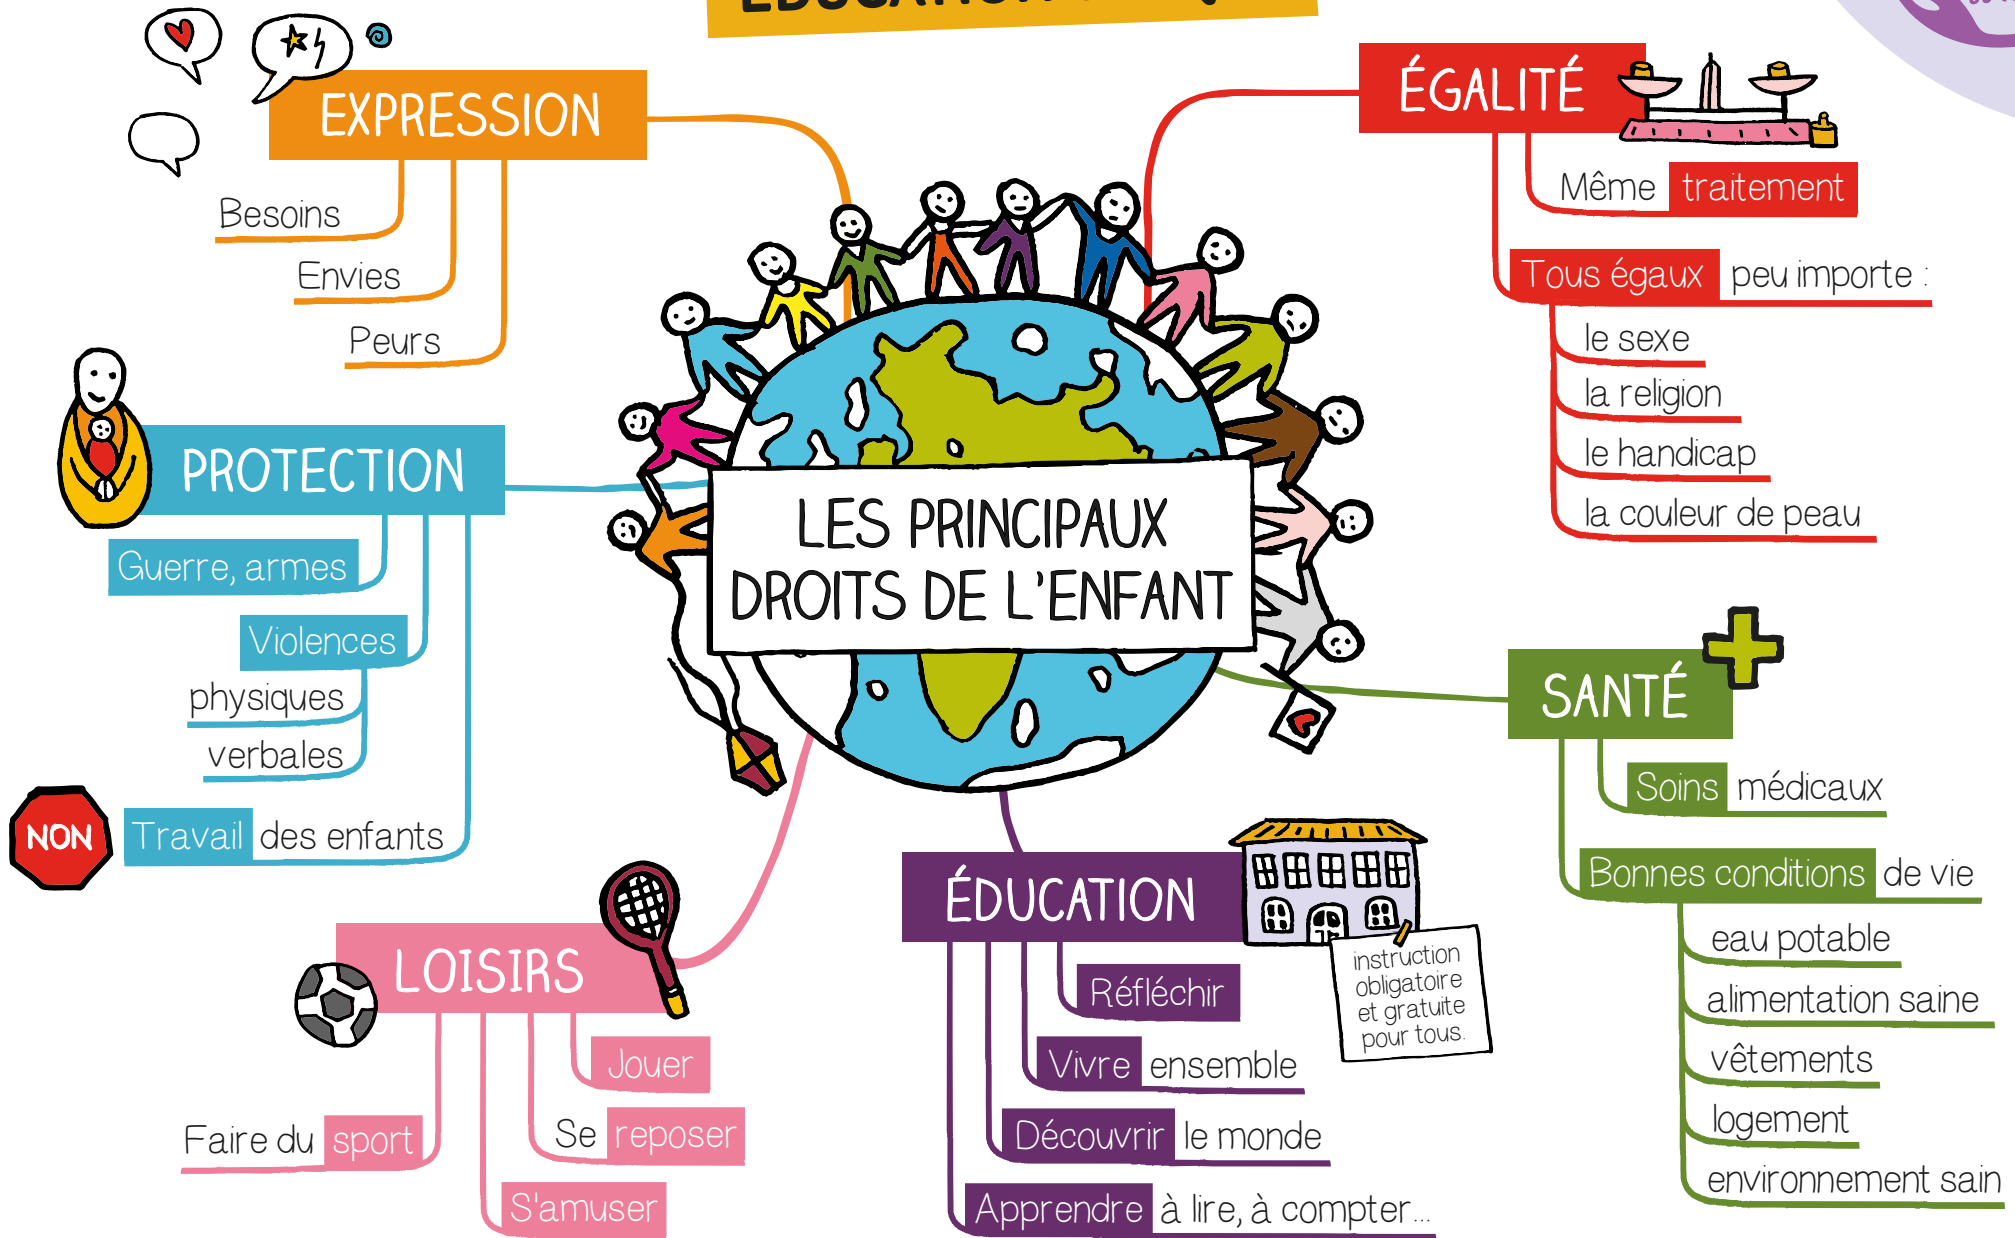 ÉDUCATION
EXPRESSION
Besoins
Envies
Peurs
PROTECTION
Guerre, armes
Violences
physiques
verbales
NON
Travail des enfants
LOISIRS
Jouer
Se reposer
Faire du sport
S'amuser
LES PRINCIPAUX
DROITS DE L'ENFANT
ÉGALITÉ
Même traitement
Tous égaux peu importe :
le sexe
la religion
le handicap
la couleur de peau
SANTÉ
Soins médicaux
Bonnes conditions de vie
eau potable
alimentation saine
vêtements
logement
environnement sain
ÉDUCATION
instruction
obligatoire
et gratuite
pour tous.
Réfléchir
Vivre ensemble
Découvrir le monde
Apprendre à lire, à compter...